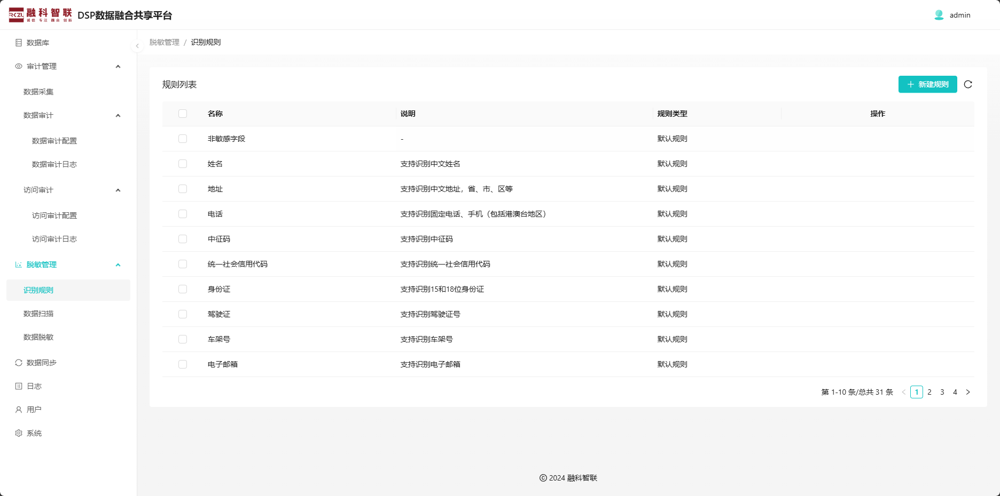 RKZL 融科智联 DSP数据融合共享平台 admin
诚信 专注 融合 创新
数据库
审计管理
数据采集
数据审计
数据审计配置
数据审计日志
访问审计
访问审计配置
访问审计日志
脱敏管理
识别规则
数据扫描
数据脱敏
数据同步
日志
用户
系统
脱敏管理 / 识别规则
规则列表 新建规则
名称 说明 规则类型 操作
非敏感字段 - 默认规则
姓名 支持识别中文姓名 默认规则
地址 支持识别中文地址，省、市、区等 默认规则
电话 支持识别固定电话、手机（包括港澳台地区） 默认规则
中征码 支持识别中征码 默认规则
统一社会信用代码 支持识别统一社会信用代码 默认规则
身份证 支持识别15和18位身份证 默认规则
驾驶证 支持识别驾驶证号 默认规则
车架号 支持识别车架号 默认规则
电子邮箱 支持识别电子邮箱 默认规则
第 1-10 条/总共 31 条 < 1 2 3 4 >
© 2024 融科智联